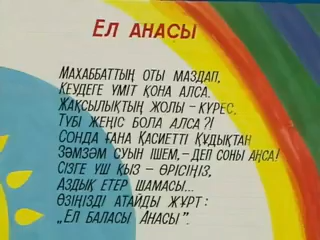 Ел анасы
Махаббаттың оты маздап,
Кеудеге үміт қона алса.
Жақсылықтың жолы – күрес,
Түбі жеңіс бола алса?!
Сонда ғана Қасиетті Құдықтан
Зәмзәм суын ішем, – деп соны аңса!
Сізге үш қыз – өрісіңіз,
Аздық етер шамасы...
Өзіңізді атайды жұрт:
„Ел баласы Анасы".